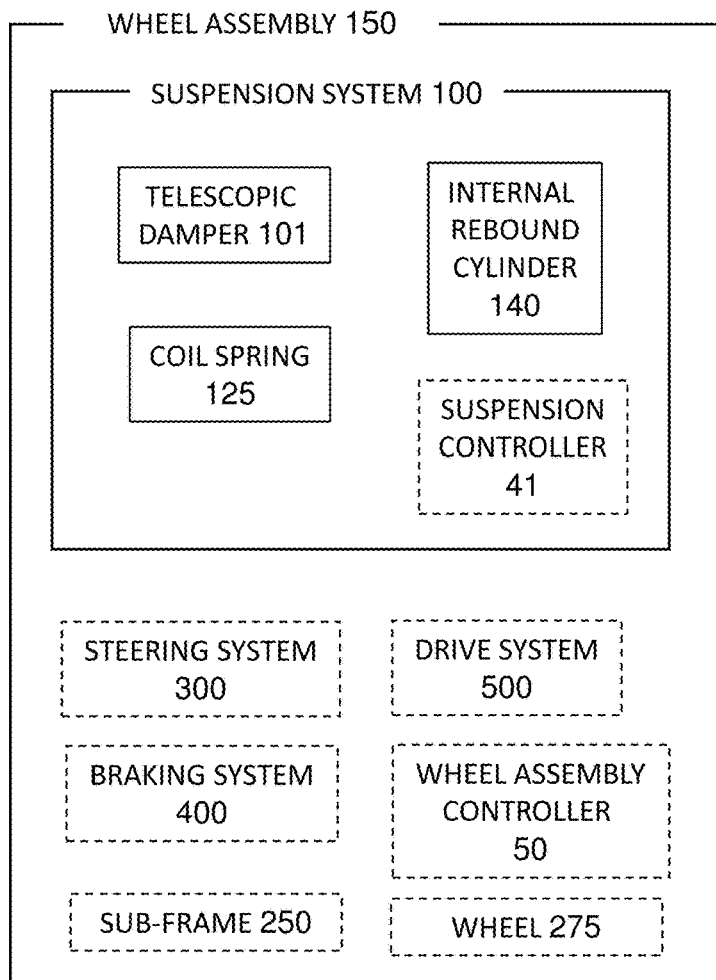 WHEEL ASSEMBLY 150
SUSPENSION SYSTEM 100
TELESCOPIC
DAMPER 101
INTERNAL
REBOUND
CYLINDER
140
COIL SPRING
125
SUSPENSION
CONTROLLER
41
STEERING SYSTEM
300
DRIVE SYSTEM
500
BRAKING SYSTEM
400
WHEEL ASSEMBLY
CONTROLLER
50
SUB-FRAME 250
WHEEL 275